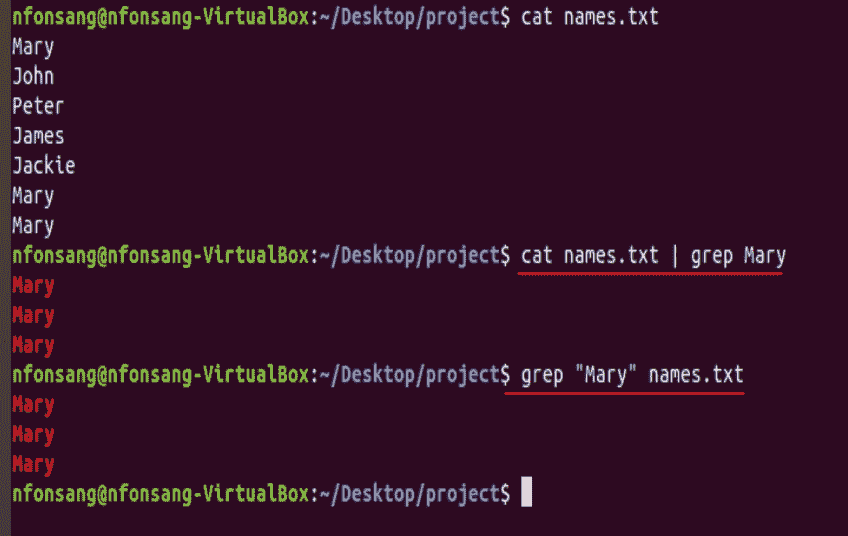 nfonsang@nfonsang-VirtualBox:~/Desktop/project$ cat names.txt
Mary
John
Peter
James
Jackie
Mary
Mary
nfonsang@nfonsang-VirtualBox:~/Desktop/project$ cat names.txt | grep Mary
Mary
Mary
Mary
nfonsang@nfonsang-VirtualBox:~/Desktop/project$ grep "Mary" names.txt
Mary
Mary
Mary
nfonsang@nfonsang-VirtualBox:~/Desktop/project$